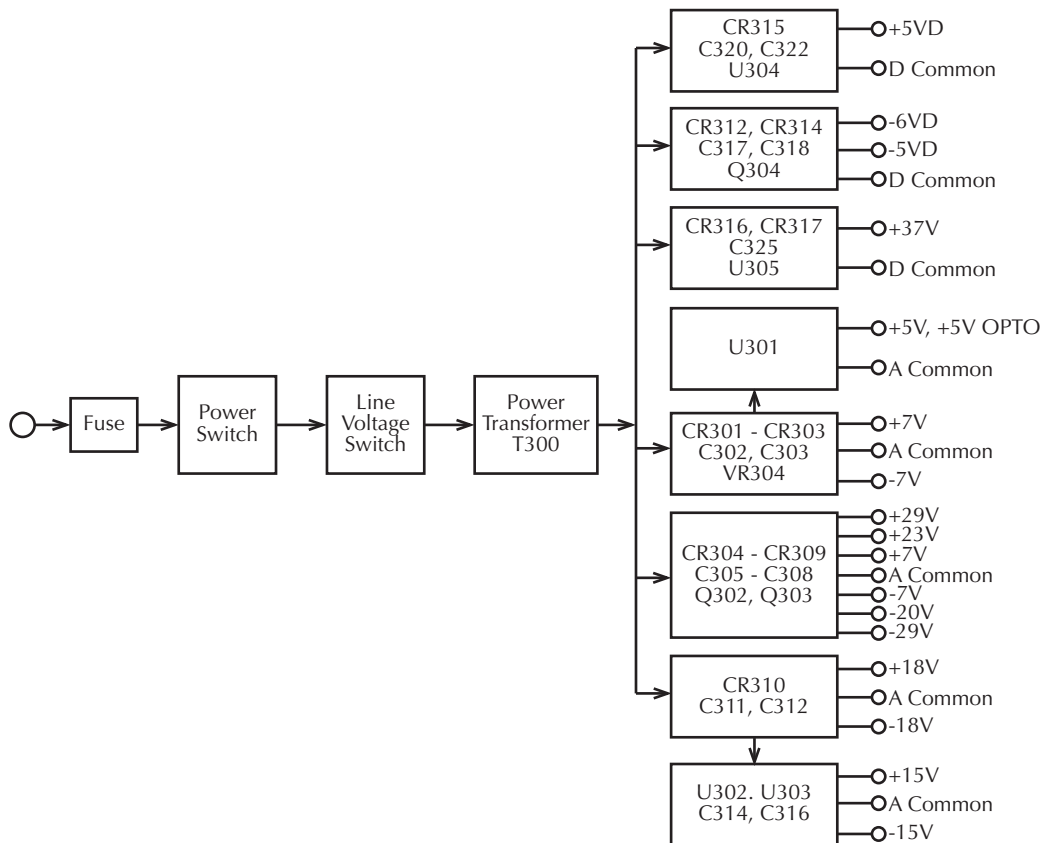 Fuse
Power
Switch
Line
Voltage
Switch
Power
Transformer
T300
CR315
C320, C322
U304
+5VD
D Common
CR312, CR314
C317, C318
Q304
-6VD
-5VD
D Common
CR316, CR317
C325
U305
+37V
D Common
U301
+5V, +5V OPTO
A Common
CR301 - CR303
C302, C303
VR304
+7V
A Common
-7V
CR304 - CR309
C305 - C308
Q302, Q303
+29V
+23V
+7V
A Common
-7V
-20V
-29V
CR310
C311, C312
+18V
A Common
-18V
U302. U303
C314, C316
+15V
A Common
-15V